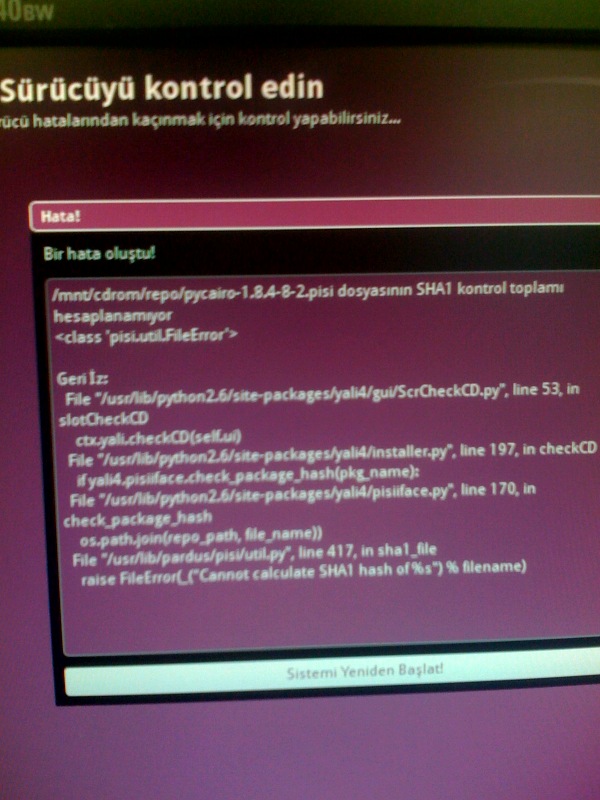 40BW
Sürücüyü kontrol edin
rücü hatalarından kaçınmak için kontrol yapabilirsiniz...
Hata!
Bir hata oluştu!
/mnt/cdrom/repo/pycairo-1.8.4-8-2.pisi dosyasının SHA1 kontrol toplamı
hesaplanamıyor
<class 'pisi.util.FileError'>
Geri İz:
File "/usr/lib/python2.6/site-packages/yali4/gui/ScrCheckCD.py", line 53, in
slotCheckCD
ctx.yali.checkCD(self.ui)
File "/usr/lib/python2.6/site-packages/yali4/installer.py", line 197, in checkCD
if yali4.pisiiface.check_package_hash(pkg_name):
File "/usr/lib/python2.6/site-packages/yali4/pisiiface.py", line 170, in
check_package_hash
os.path.join(repo_path, file_name))
File "/usr/lib/pardus/pisi/util.py", line 417, in sha1_file
raise FileError(_("Cannot calculate SHA1 hash of %s") % filename)
Sistemi Yeniden Başlat!